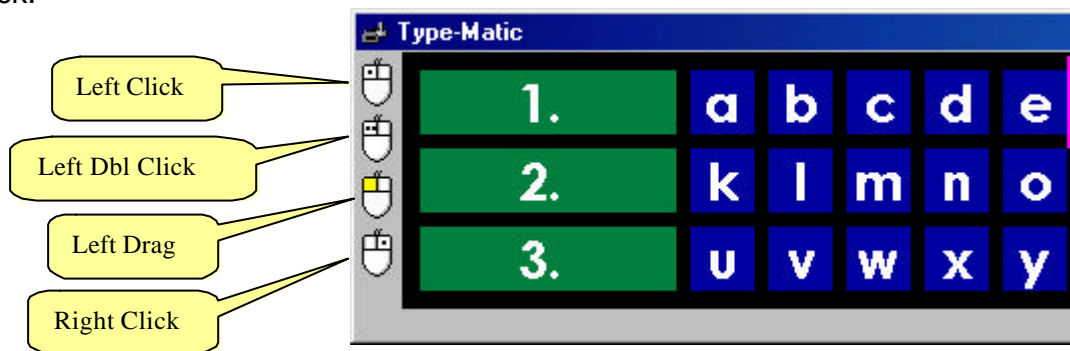 Type-Matic
Left Click
1. a b c d e
Left Dbl Click
2. k l m n o
Left Drag
3. u v w x y
Right Click